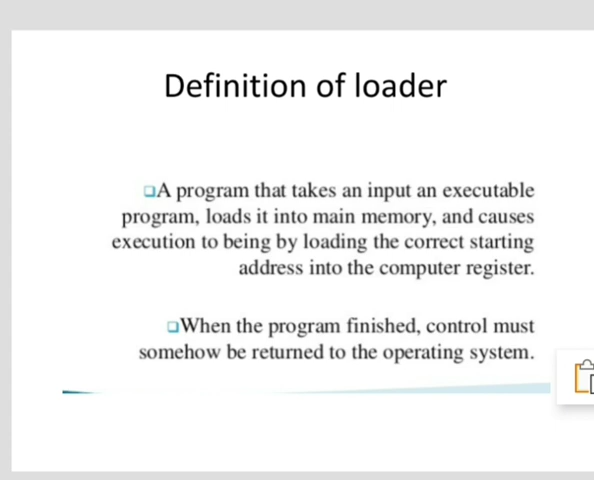 Definition of loader
❑A program that takes an input an executable
program, loads it into main memory, and causes
execution to being by loading the correct starting
address into the computer register.
❑When the program finished, control must
somehow be returned to the operating system.